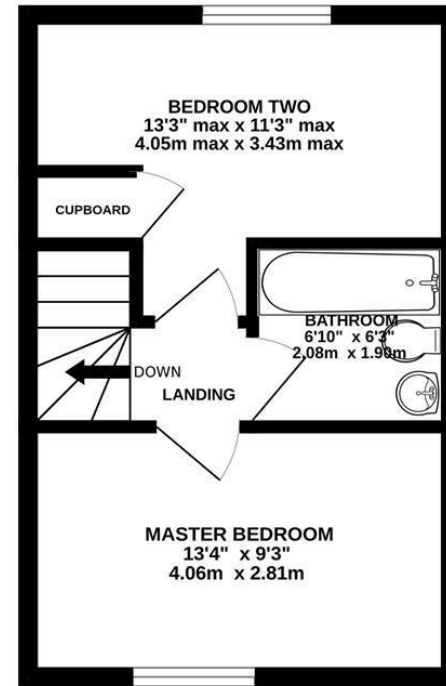 BEDROOM TWO
13'3" max x 11'3" max
4.05m max x 3.43m max
CUPBOARD
BATHROOM
6'10" x 6'3"
2.08m x 1.90m
DOWN
LANDING
MASTER BEDROOM
13'4" x 9'3"
4.06m x 2.81m